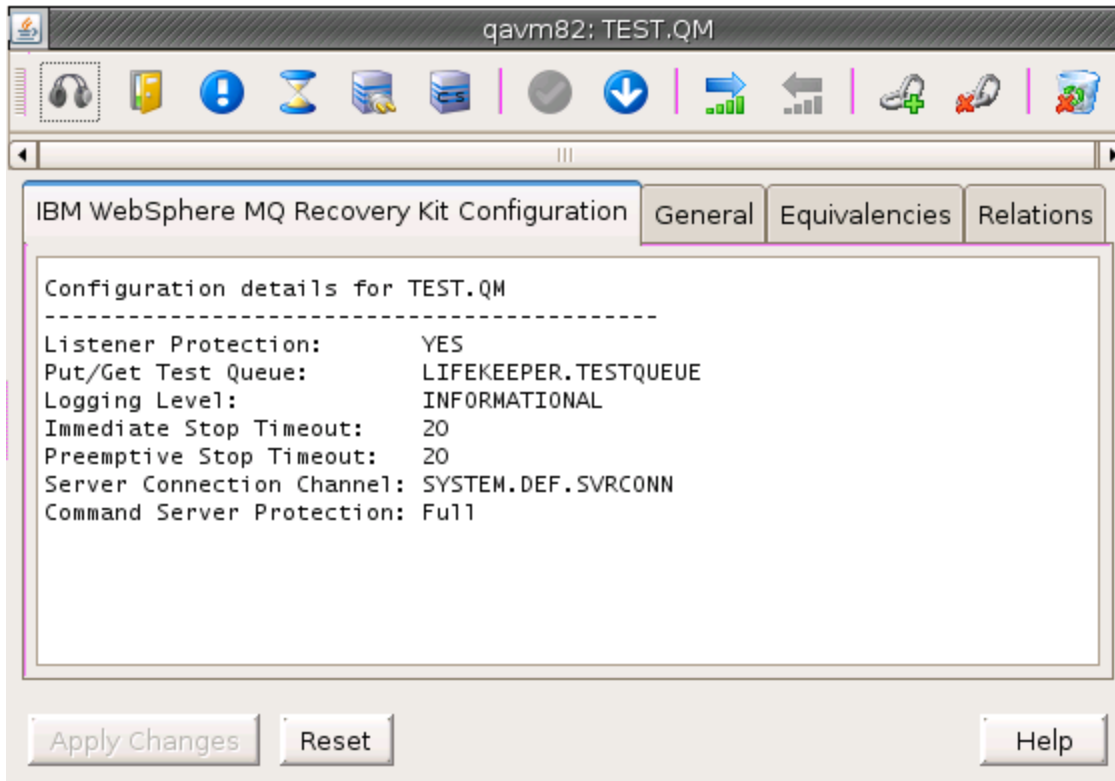 qavm82: TEST.QM
IBM WebSphere MQ Recovery Kit Configuration General Equivalencies Relations
Configuration details for TEST.QM
--------------------------------------------
Listener Protection: YES
Put/Get Test Queue: LIFEKEEPER.TESTQUEUE
Logging Level: INFORMATIONAL
Immediate Stop Timeout: 20
Preemptive Stop Timeout: 20
Server Connection Channel: SYSTEM.DEF.SVRCONN
Command Server Protection: Full
Apply Changes Reset Help